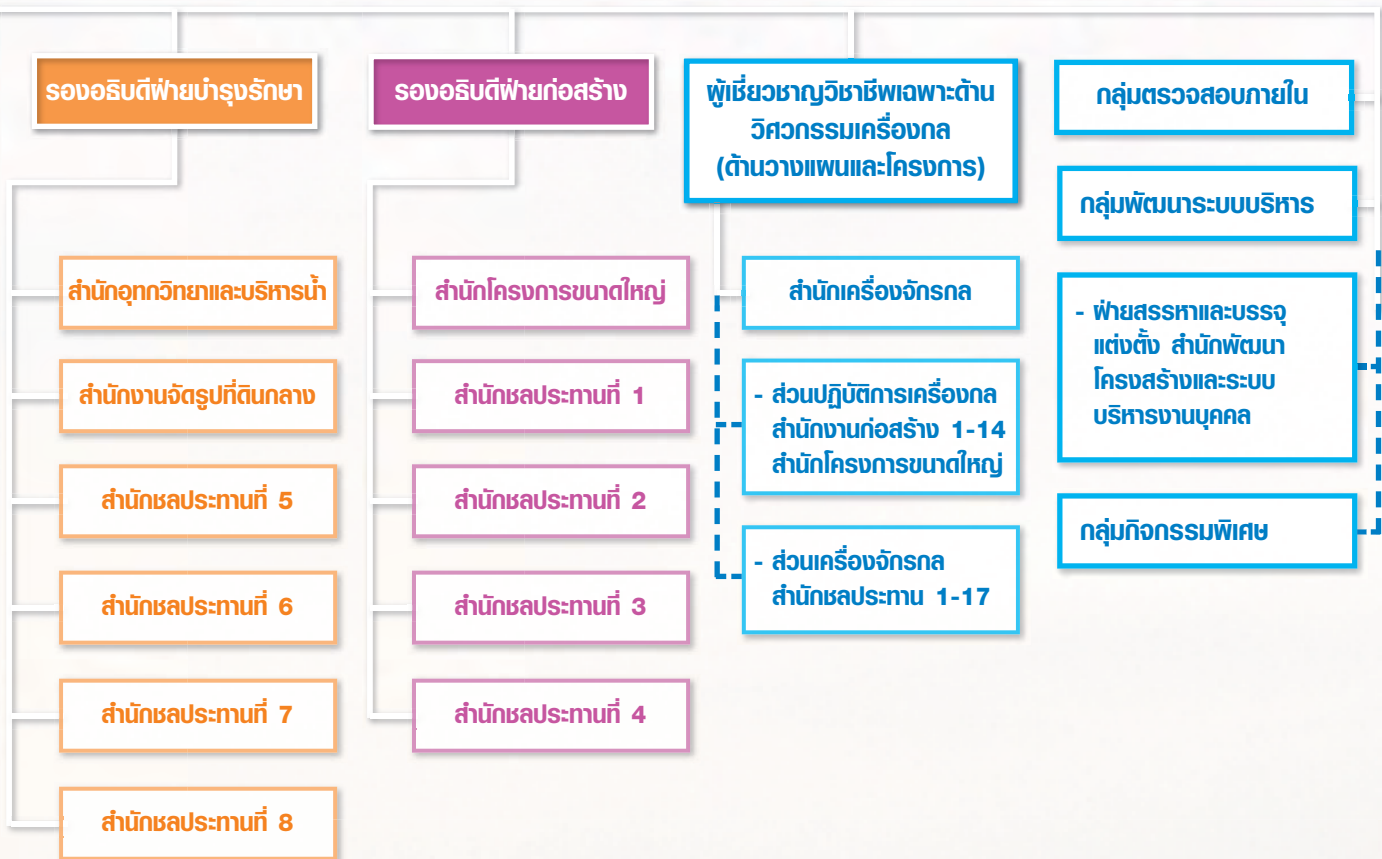 รองอธิบดีฝ่ายบำรุงรักษา
สำนักอุทกวิทยาและบริหารน้ำ
สำนักงานจัดรูปที่ดินกลาง
สำนักชลประทานที่ 5
สำนักชลประทานที่ 6
สำนักชลประทานที่ 7
สำนักชลประทานที่ 8
รองอธิบดีฝ่ายก่อสร้าง
สำนักโครงการขนาดใหญ่
สำนักชลประทานที่ 1
สำนักชลประทานที่ 2
สำนักชลประทานที่ 3
สำนักชลประทานที่ 4
ผู้เชี่ยวชาญวิชาชีพเฉพาะด้าน
วิศวกรรมเครื่องกล
(ด้านวางแผนและโครงการ)
สำนักเครื่องจักรกล
- ส่วนปฏิบัติการเครื่องกล
สำนักงานก่อสร้าง 1-14
สำนักโครงการขนาดใหญ่
- ส่วนเครื่องจักรกล
สำนักชลประทาน 1-17
กลุ่มตรวจสอบภายใน
กลุ่มพัฒนาระบบบริหาร
- ฝ่ายสรรหาและบรรจุ
แต่งตั้ง สำนักพัฒนา
โครงสร้างและระบบ
บริหารงานบุคคล
กลุ่มกิจกรรมพิเศษ